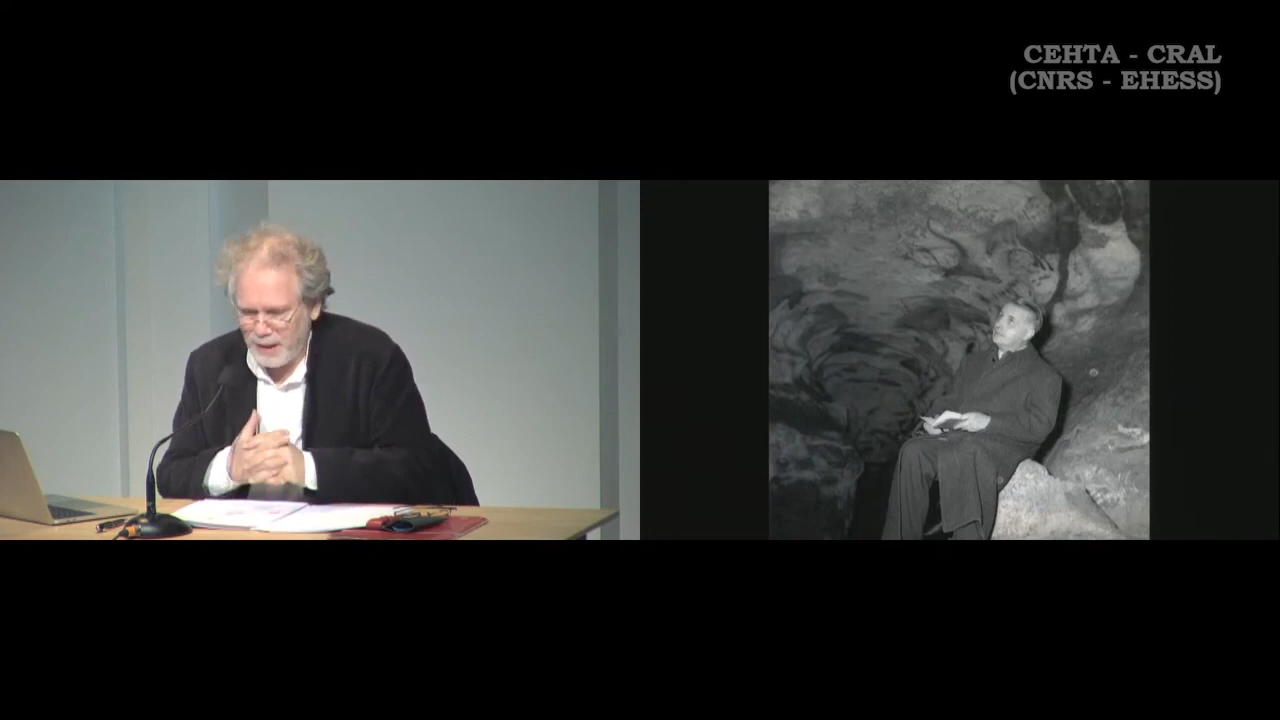 CEHTA - CRAL
(CNRS - EHESS)